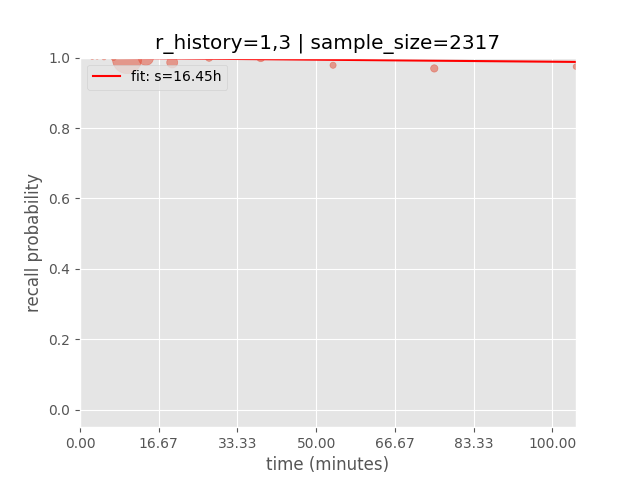 r_history=1,3 | sample_size=2317
fit: s=16.45h
recall probability
1.0
0.8
0.6
0.4
0.2
0.0
0.00 16.67 33.33 50.00 66.67 83.33 100.00
time (minutes)